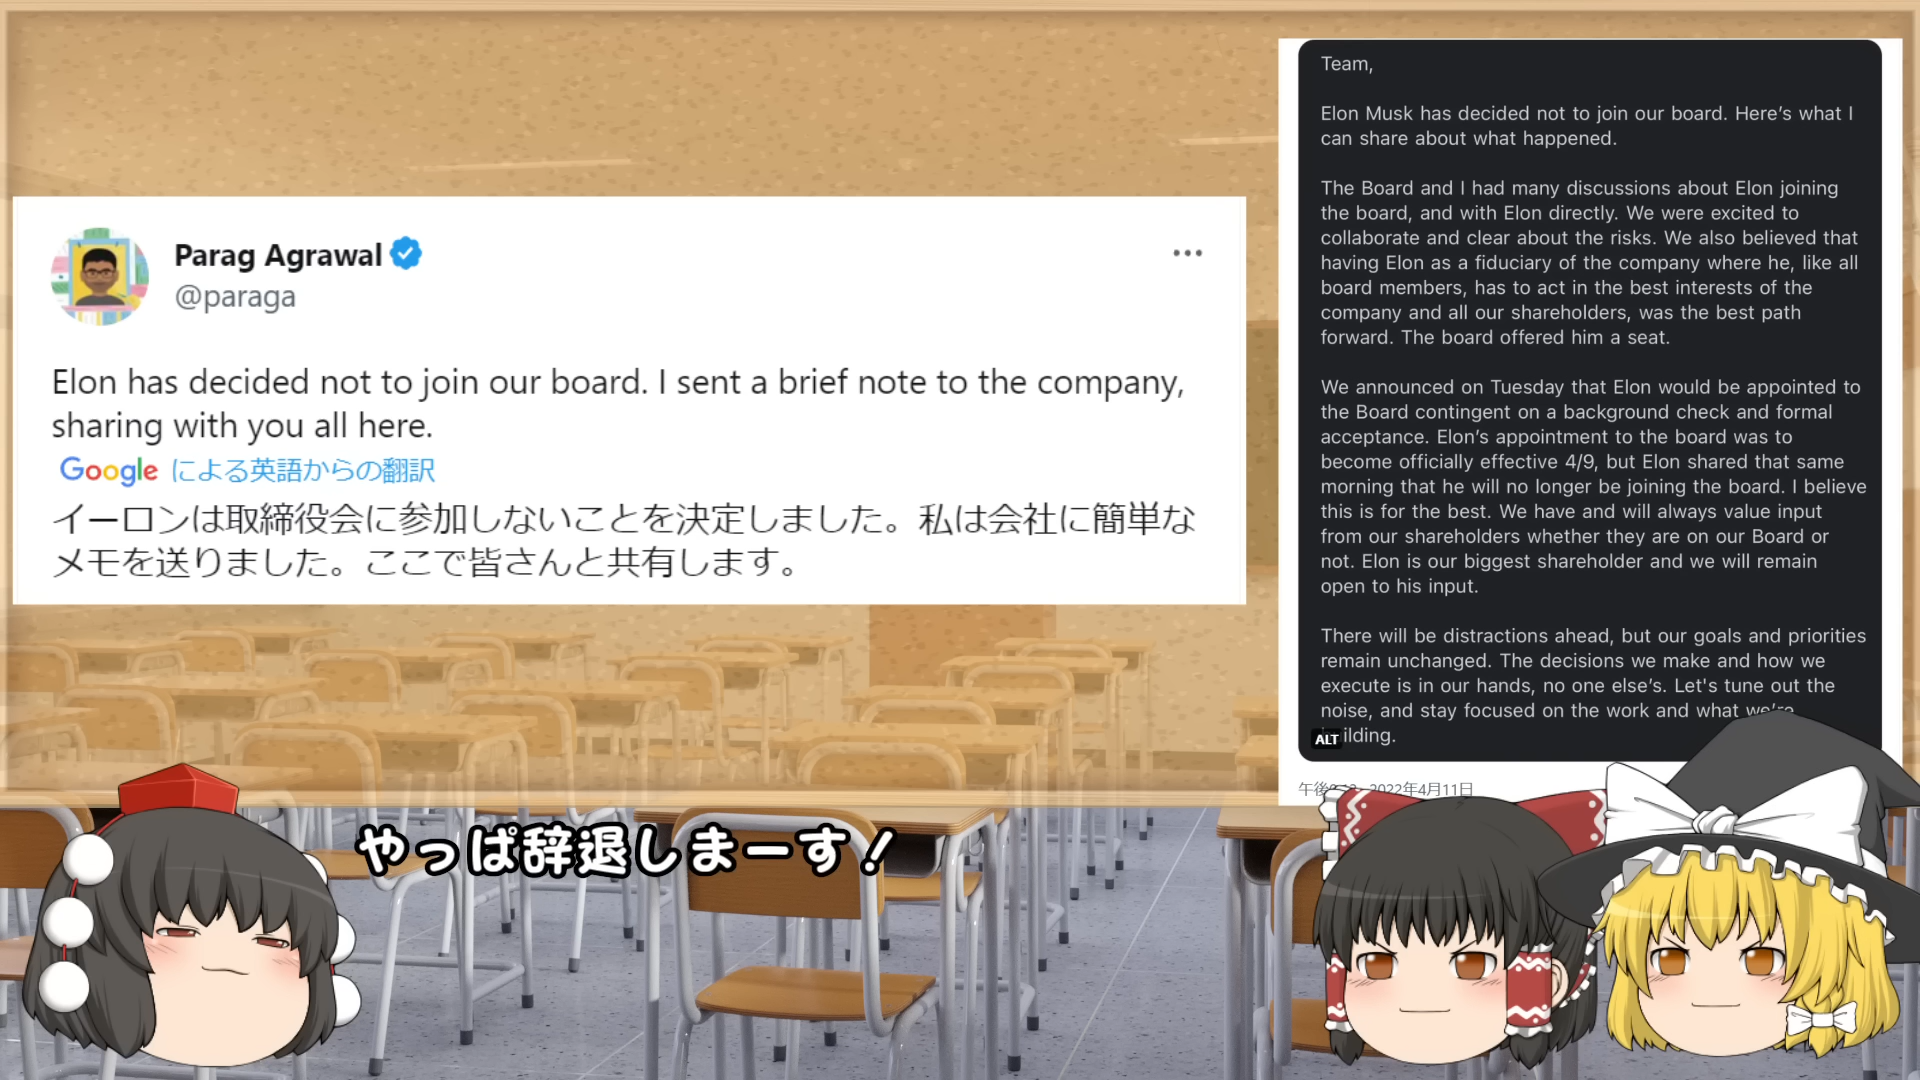 Parag Agrawal
@paraga
Elon has decided not to join our board. I sent a brief note to the company,
sharing with you all here.
Google による英語からの翻訳
イーロンは取締役会に参加しないことを決定しました。私は会社に簡単な
メモを送りました。ここで皆さんと共有します。
Team,
Elon Musk has decided not to join our board. Here’s what I
can share about what happened.
The Board and I had many discussions about Elon joining
the board, and with Elon directly. We were excited to
collaborate and clear about the risks. We also believed that
having Elon as a fiduciary of the company where he, like all
board members, has to act in the best interests of the
company and all our shareholders, was the best path
forward. The board offered him a seat.
We announced on Tuesday that Elon would be appointed to
the Board contingent on a background check and formal
acceptance. Elon’s appointment to the board was to
become officially effective 4/9, but Elon shared that same
morning that he will no longer be joining the board. I believe
this is for the best. We have and will always value input
from our shareholders whether they are on our Board or
not. Elon is our biggest shareholder and we will remain
open to his input.
There will be distractions ahead, but our goals and priorities
remain unchanged. The decisions we make and how we
execute is in our hands, no one else’s. Let's tune out the
noise, and stay focused on the work and what we’re
ALT ilding.
午後 2022年4月11日
やっぱ辞退しまーす！